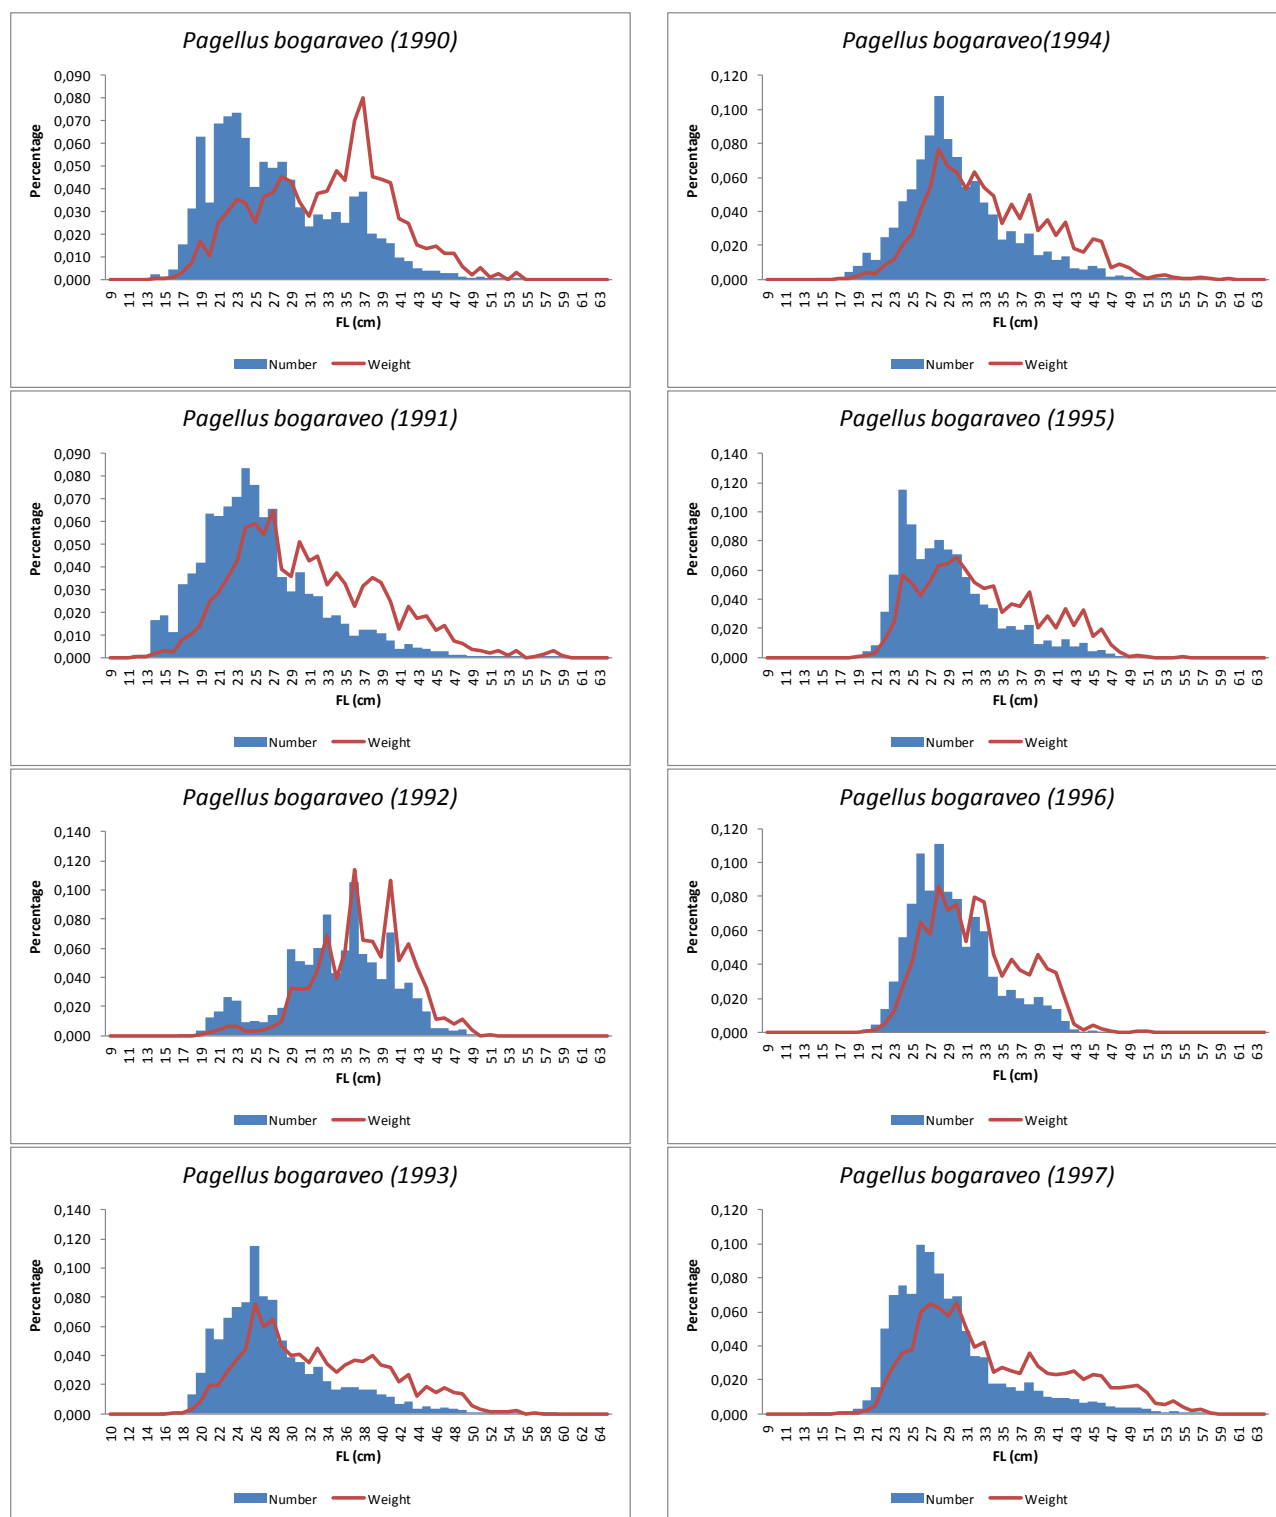 Pagellus bogaraveo (1990)
Percentage
0,090
0,080
0,070
0,060
0,050
0,040
0,030
0,020
0,010
0,000
9 11 13 15 17 19 21 23 25 27 29 31 33 35 37 39 41 43 45 47 49 51 53 55 57 59 61 63
FL (cm)
Number Weight
Pagellus bogaraveo (1991)
Percentage
0,090
0,080
0,070
0,060
0,050
0,040
0,030
0,020
0,010
0,000
9 11 13 15 17 19 21 23 25 27 29 31 33 35 37 39 41 43 45 47 49 51 53 55 57 59 61 63
FL (cm)
Number Weight
Pagellus bogaraveo (1992)
Percentage
0,140
0,120
0,100
0,080
0,060
0,040
0,020
0,000
9 11 13 15 17 19 21 23 25 27 29 31 33 35 37 39 41 43 45 47 49 51 53 55 57 59 61 63
FL (cm)
Number Weight
Pagellus bogaraveo (1993)
Percentage
0,140
0,120
0,100
0,080
0,060
0,040
0,020
0,000
10 12 14 16 18 20 22 24 26 28 30 32 34 36 38 40 42 44 46 48 50 52 54 56 58 60 62 64
FL (cm)
Number Weight
Pagellus bogaraveo(1994)
Percentage
0,120
0,100
0,080
0,060
0,040
0,020
0,000
9 11 13 15 17 19 21 23 25 27 29 31 33 35 37 39 41 43 45 47 49 51 53 55 57 59 61 63
FL (cm)
Number Weight
Pagellus bogaraveo (1995)
Percentage
0,140
0,120
0,100
0,080
0,060
0,040
0,020
0,000
9 11 13 15 17 19 21 23 25 27 29 31 33 35 37 39 41 43 45 47 49 51 53 55 57 59 61 63
FL (cm)
Number Weight
Pagellus bogaraveo (1996)
Percentage
0,120
0,100
0,080
0,060
0,040
0,020
0,000
9 11 13 15 17 19 21 23 25 27 29 31 33 35 37 39 41 43 45 47 49 51 53 55 57 59 61 63
FL (cm)
Number Weight
Pagellus bogaraveo (1997)
Percentage
0,120
0,100
0,080
0,060
0,040
0,020
0,000
9 11 13 15 17 19 21 23 25 27 29 31 33 35 37 39 41 43 45 47 49 51 53 55 57 59 61 63
FL (cm)
Number Weight